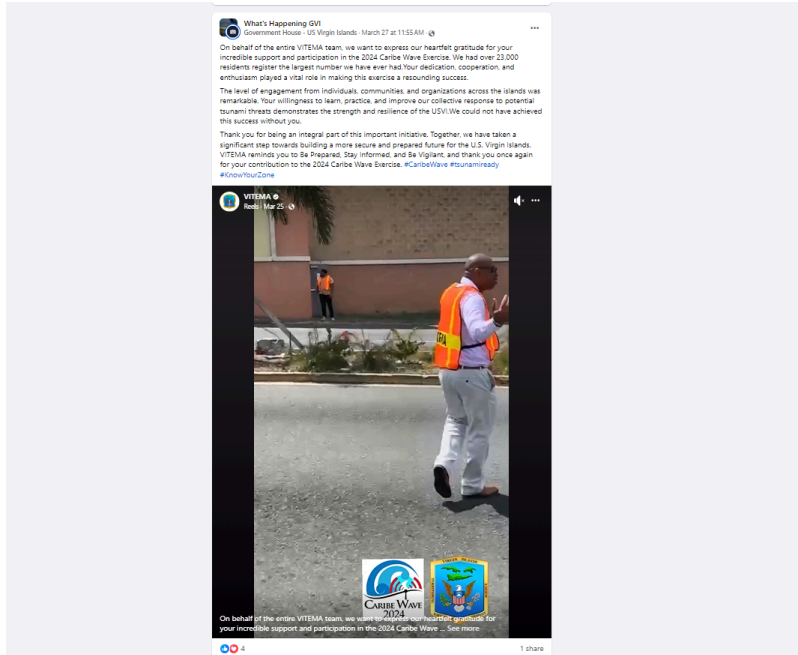 What's Happening GVI
Government House - US Virgin Islands · March 27 at 11:55 AM ·
On behalf of the entire VITEMA team, we want to express our heartfelt gratitude for your
incredible support and participation in the 2024 Caribe Wave Exercise. We had over 23,000
residents register the largest number we have ever had.Your dedication, cooperation, and
enthusiasm played a vital role in making this exercise a resounding success.
The level of engagement from individuals, communities, and organizations across the islands was
remarkable. Your willingness to learn, practice, and improve our collective response to potential
tsunami threats demonstrates the strength and resilience of the USVI.We could not have achieved
this success without you.
Thank you for being an integral part of this important initiative. Together, we have taken a
significant step towards building a more secure and prepared future for the U.S. Virgin Islands.
VITEMA reminds you to Be Prepared, Stay Informed, and Be Vigilant, and thank you once again
for your contribution to the 2024 Caribe Wave Exercise. #CaribeWave #tsunamiready
#KnowYourZone
VITEMA
Reels · Mar 25 ·
CARIBE WAVE
2024
On behalf of the entire VITEMA team, we want to express our heartfelt gratitude for
your incredible support and participation in the 2024 Caribe Wave ... See more
4
1 share